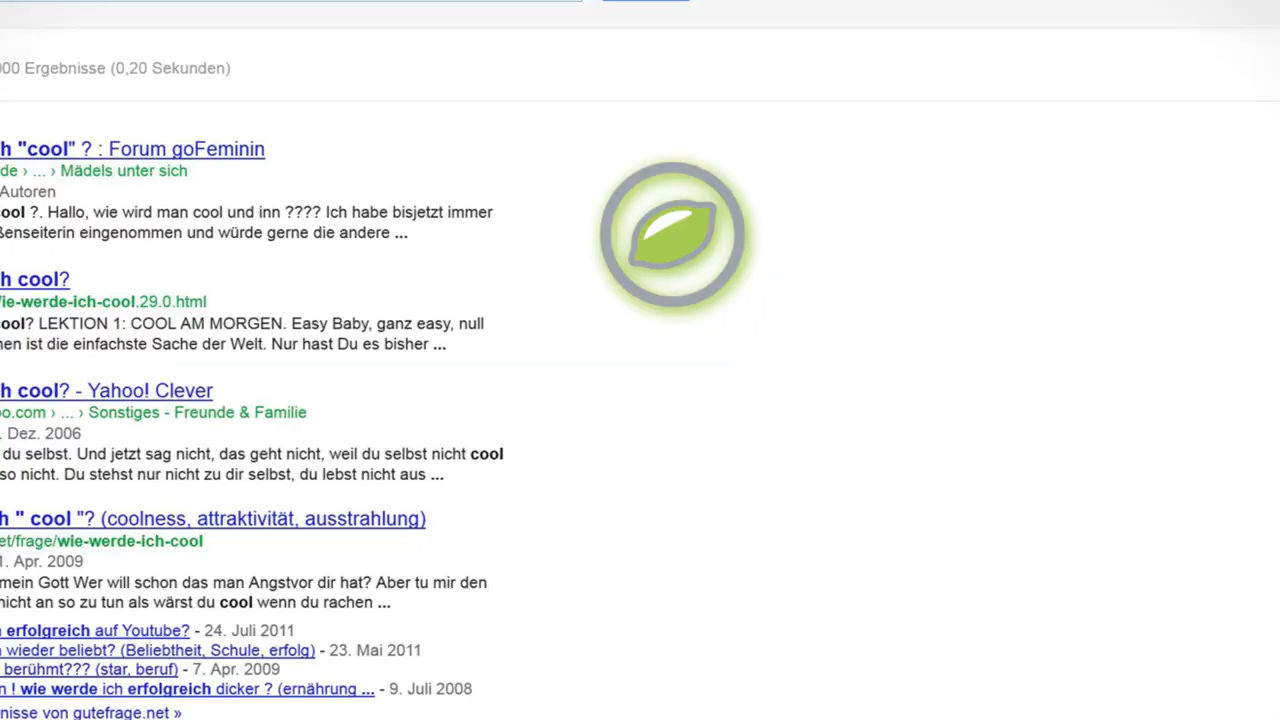 000 Ergebnisse (0,20 Sekunden)
h "cool" ? : Forum goFeminin
de › ... › Mädels unter sich
Autoren
ool ?. Hallo, wie wird man cool und inn ???? Ich habe bisjetzt immer
ßenseiterin eingenommen und würde gerne die andere ...
h cool?
ie-werde-ich-cool.29.0.html
ool? LEKTION 1: COOL AM MORGEN. Easy Baby, ganz easy, null
nen ist die einfachste Sache der Welt. Nur hast Du es bisher ...
h cool? - Yahoo! Clever
oo.com › ... › Sonstiges - Freunde & Familie
. Dez. 2006
du selbst. Und jetzt sag nicht, das geht nicht, weil du selbst nicht cool
so nicht. Du stehst nur nicht zu dir selbst, du lebst nicht aus ...
h " cool "? (coolness, attraktivität, ausstrahlung)
et/frage/wie-werde-ich-cool
1. Apr. 2009
mein Gott Wer will schon das man Angstvor dir hat? Aber tu mir den
nicht an so zu tun als wärst du cool wenn du rachen ...
erfolgreich auf Youtube? - 24. Juli 2011
wieder beliebt? (Beliebtheit, Schule, erfolg) - 23. Mai 2011
berühmt??? (star, beruf) - 7. Apr. 2009
n ! wie werde ich erfolgreich dicker ? (ernährung ... - 9. Juli 2008
nisse von gutefrage.net »